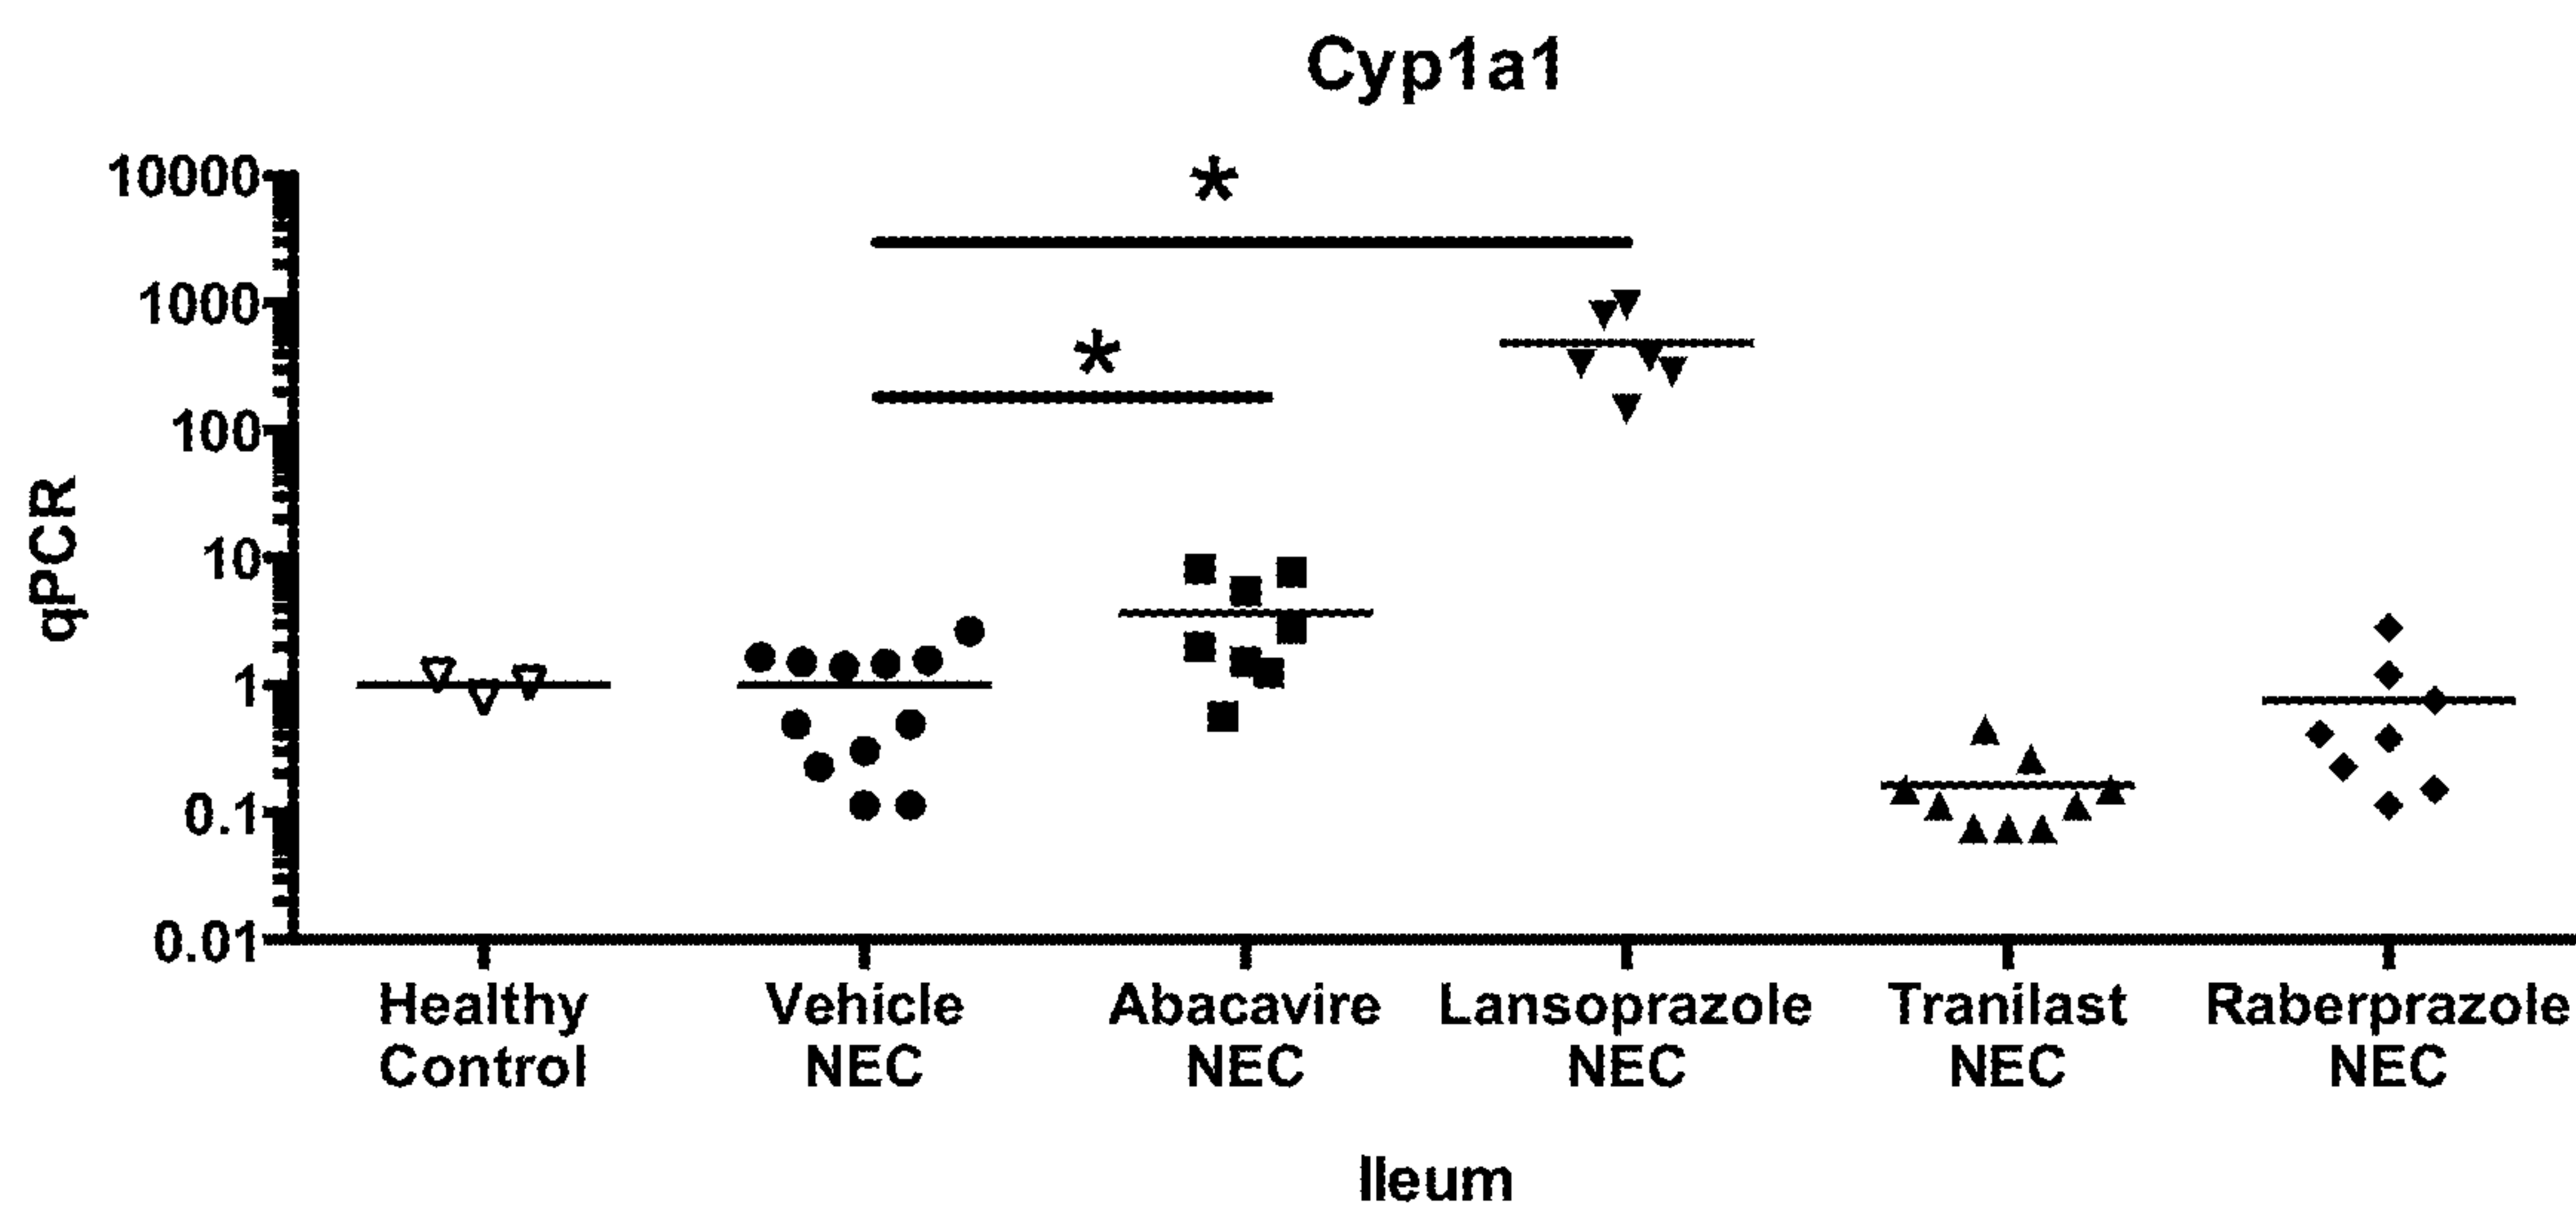 Cyp1a1
*
*
10000
1000
100
10
1
0.1
0.01
qPCR
Healthy Control
Vehicle NEC
Abacavire NEC
Lansoprazole NEC
Tranilast NEC
Raberprazole NEC
Ileum